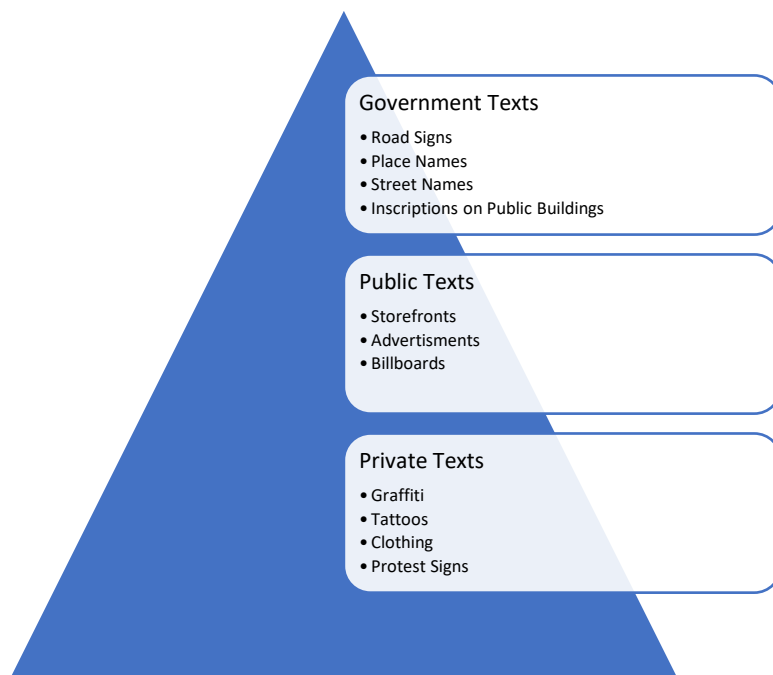 Government Texts
• Road Signs
• Place Names
• Street Names
• Inscriptions on Public Buildings
Public Texts
• Storefronts
• Advertisments
• Billboards
Private Texts
• Graffiti
• Tattoos
• Clothing
• Protest Signs